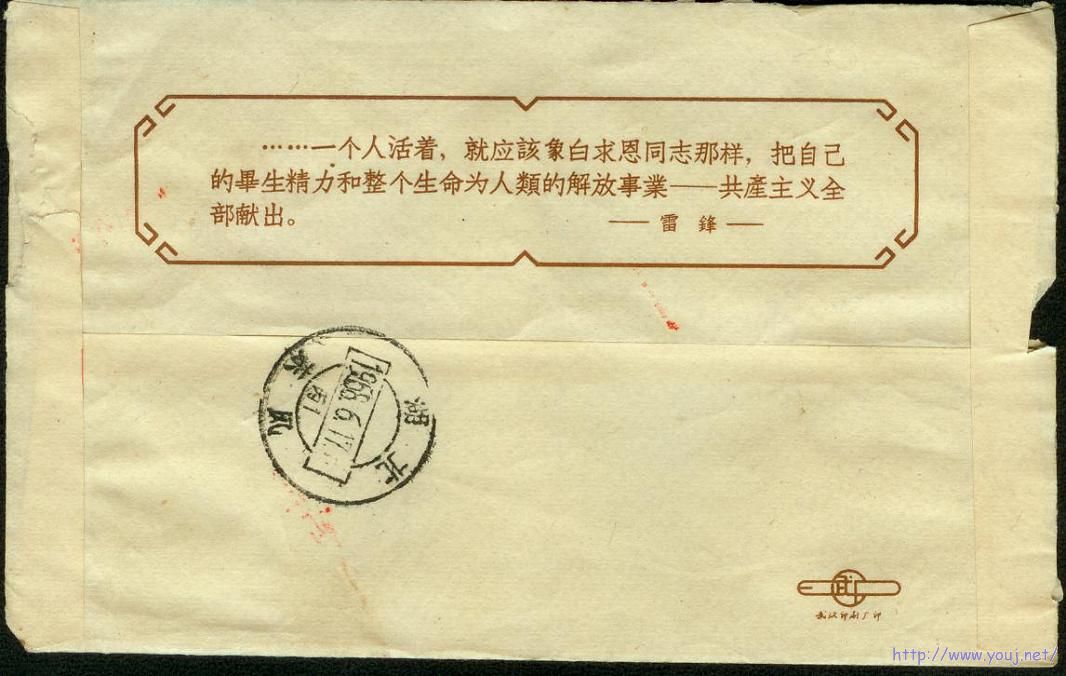 ……一个人活着，就应該象白求恩同志那样，把自己
的畢生精力和整个生命为人類的解放事業——共產主义全
部献出。
—— 雷 鋒 ——
湖北
1968.6.17
武汉印刷厂印
http://www.youj.net/